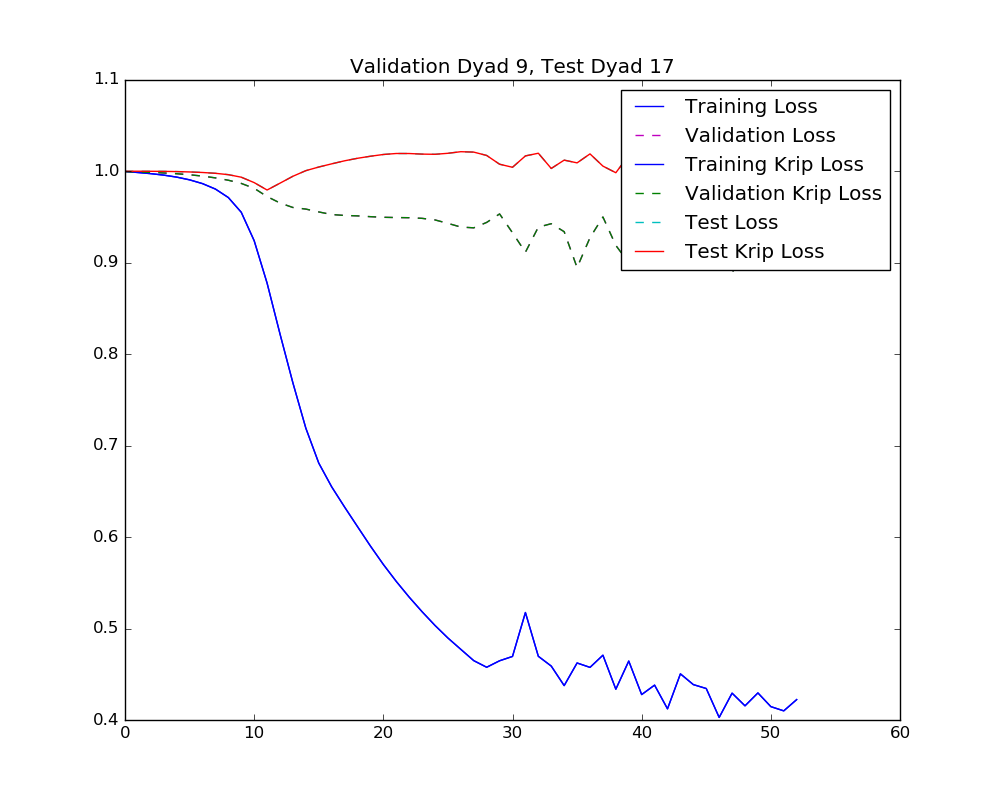 Validation Dyad 9, Test Dyad 17
1.1
1.0
0.9
0.8
0.7
0.6
0.5
0.4
Training Loss
Validation Loss
Training Krip Loss
Validation Krip Loss
Test Loss
Test Krip Loss
0 10 20 30 40 50 60